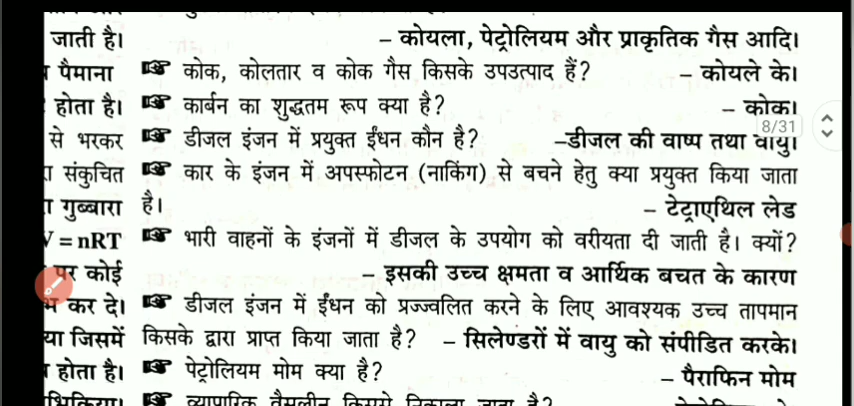 जाती है।
– कोयला, पेट्रोलियम और प्राकृतिक गैस आदि।
पैमाना
☞ कोक, कोलतार व कोक गैस किसके उपउत्पाद हैं? – कोयले के।
होता है।
☞ कार्बन का शुद्धतम रूप क्या है? – कोक।
8/31
से भरकर
☞ डीजल इंजन में प्रयुक्त ईंधन कौन है? –डीजल की वाष्प तथा वायु।
संकुचित
☞ कार के इंजन में अपस्फोटन (नाकिंग) से बचने हेतु क्या प्रयुक्त किया जाता
गुब्बारा
है। – टेट्राएथिल लेड
V = nRT
☞ भारी वाहनों के इंजनों में डीजल के उपयोग को वरीयता दी जाती है। क्यों?
पर कोई
– इसकी उच्च क्षमता व आर्थिक बचत के कारण
कर दे।
☞ डीजल इंजन में ईंधन को प्रज्ज्वलित करने के लिए आवश्यक उच्च तापमान
या जिसमें
किसके द्वारा प्राप्त किया जाता है? – सिलेण्डरों में वायु को संपीडित करके।
होता है।
☞ पेट्रोलियम मोम क्या है? – पैराफिन मोम
☞ व्यापारिक वैसलीन किससे निकाला जाता है?